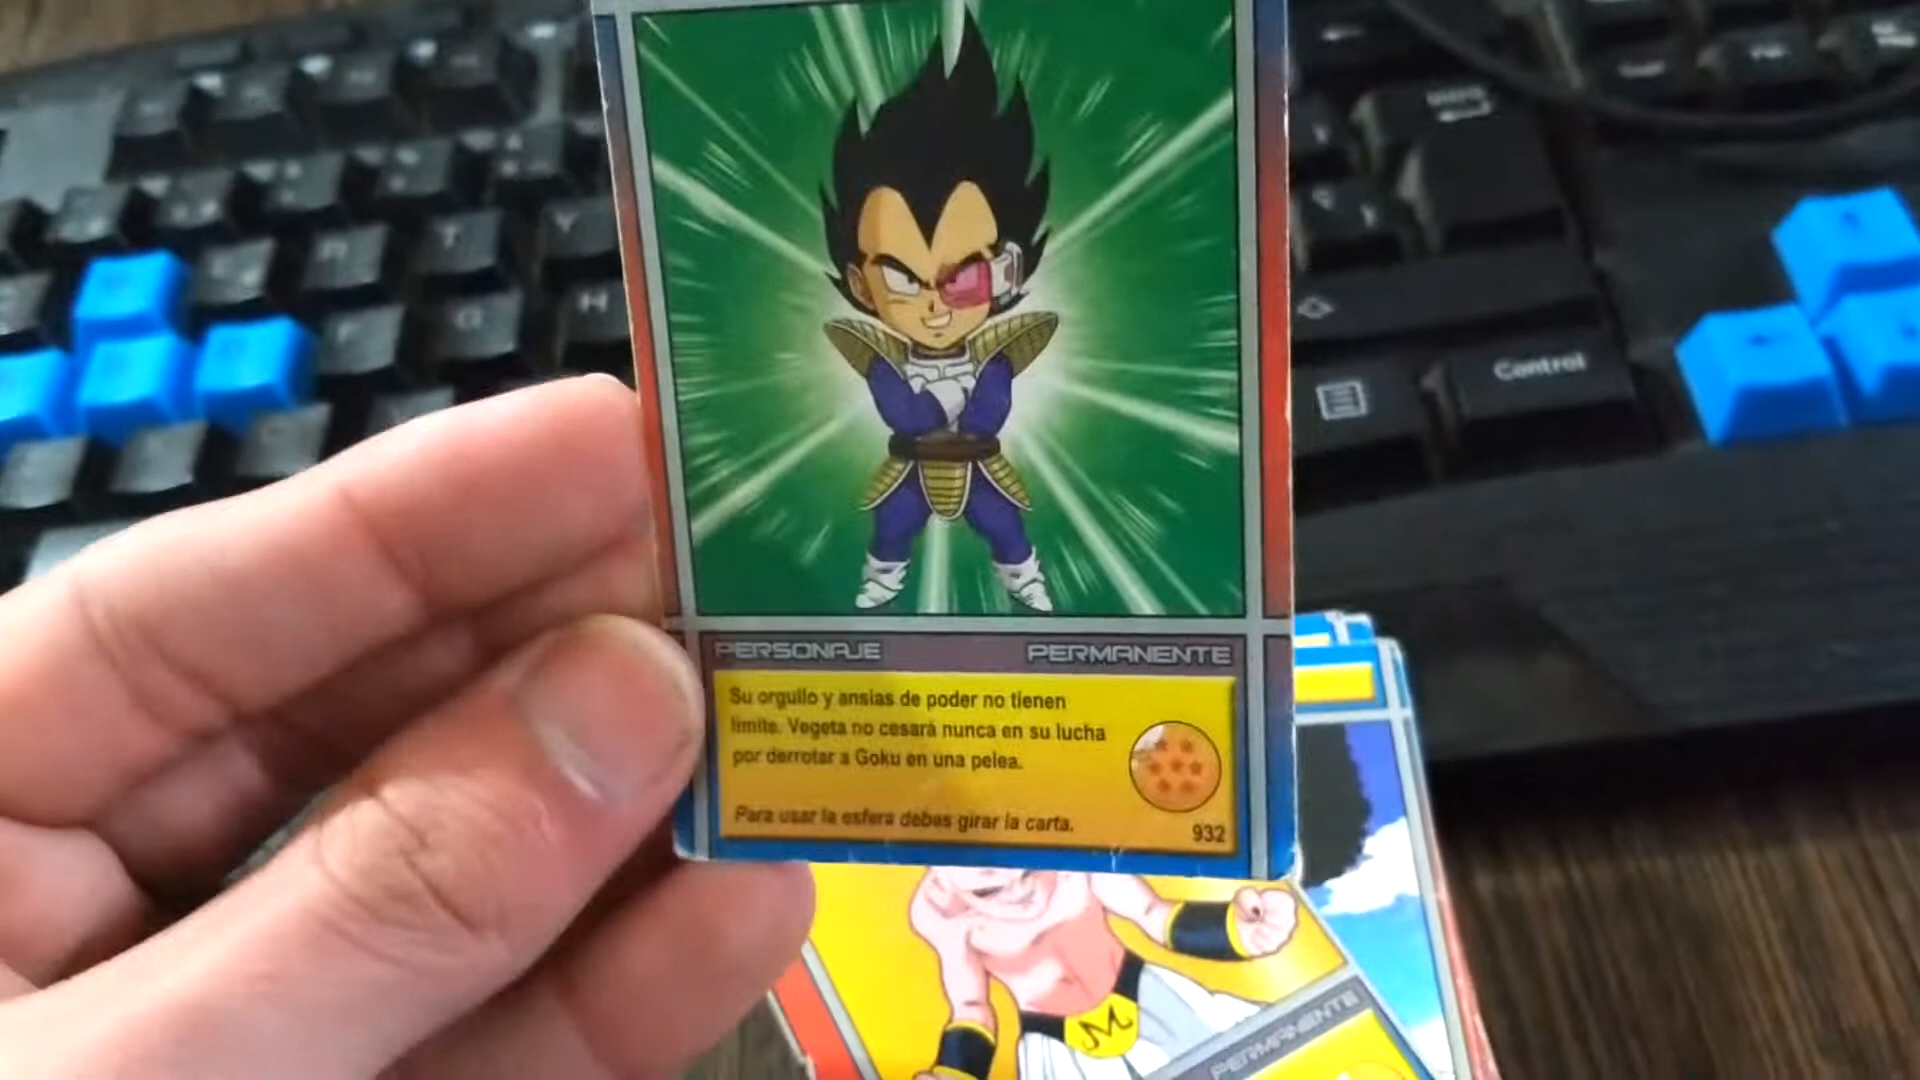 T
Y
F
G
H
Control
PERSONAJE PERMANENTE
Su orgullo y ansias de poder no tienen
limite. Vegeta no cesará nunca en su lucha
por derrotar a Goku en una pelea.
Para usar la esfera debes girar la carta.
932
M
PERMANENTE